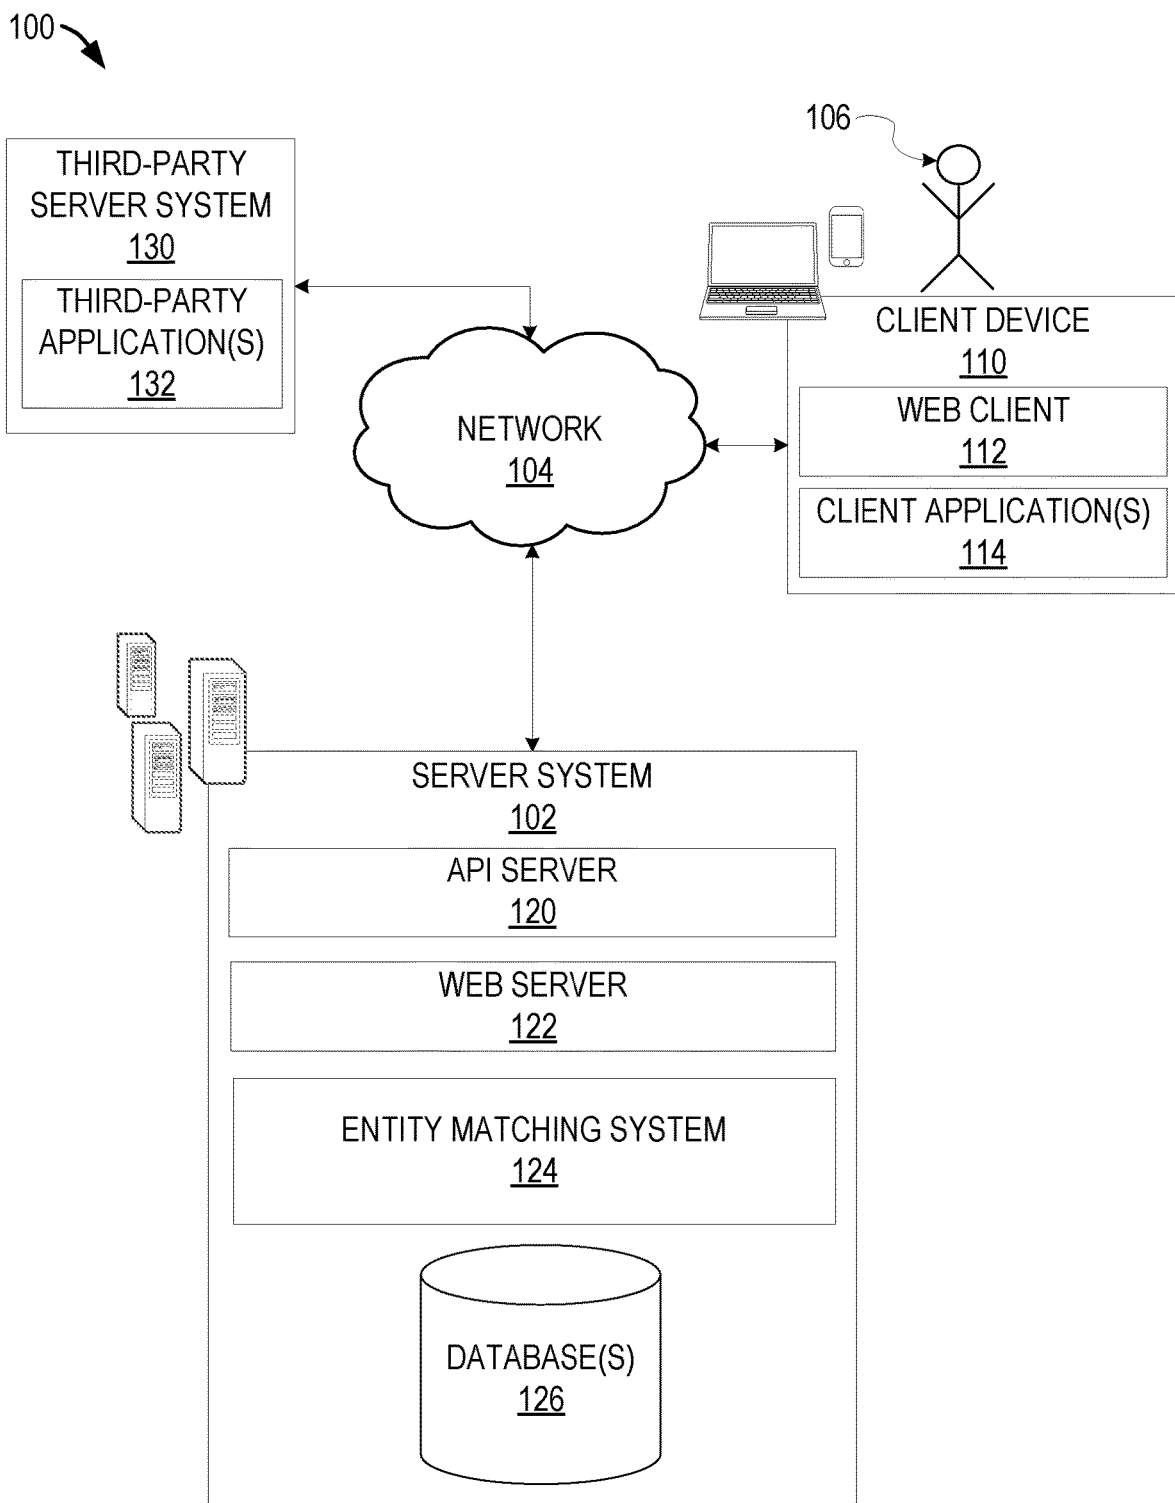 100
106
THIRD-PARTY
SERVER SYSTEM
130
THIRD-PARTY
APPLICATION(S)
132
CLIENT DEVICE
110
WEB CLIENT
112
CLIENT APPLICATION(S)
114
NETWORK
104
SERVER SYSTEM
102
API SERVER
120
WEB SERVER
122
ENTITY MATCHING SYSTEM
124
DATABASE(S)
126